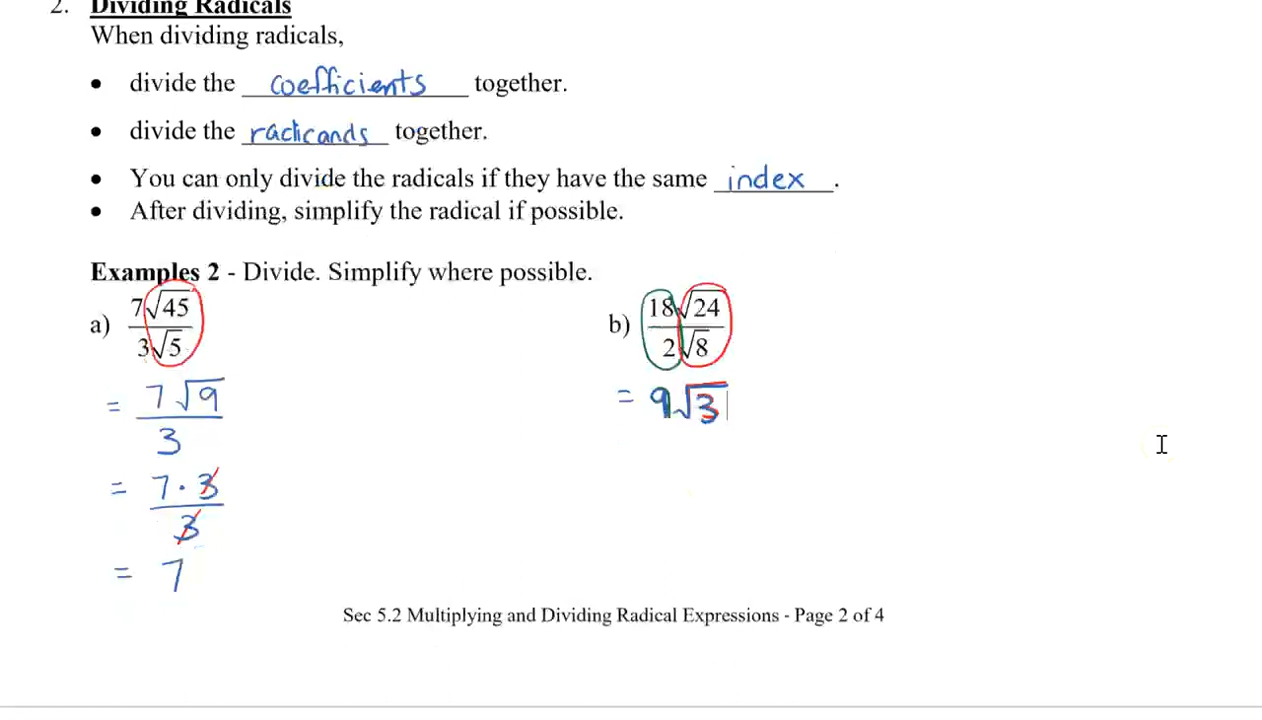 2. Dividing Radicals
When dividing radicals,
• divide the coefficients together.
• divide the radicands together.
• You can only divide the radicals if they have the same index.
• After dividing, simplify the radical if possible.
Examples 2 - Divide. Simplify where possible.
a) 7√45 / 3√5
= 7√9 / 3
= 7 · 3 / 3
= 7
b) 18√24 / 2√8
= 9√3
Sec 5.2 Multiplying and Dividing Radical Expressions - Page 2 of 4